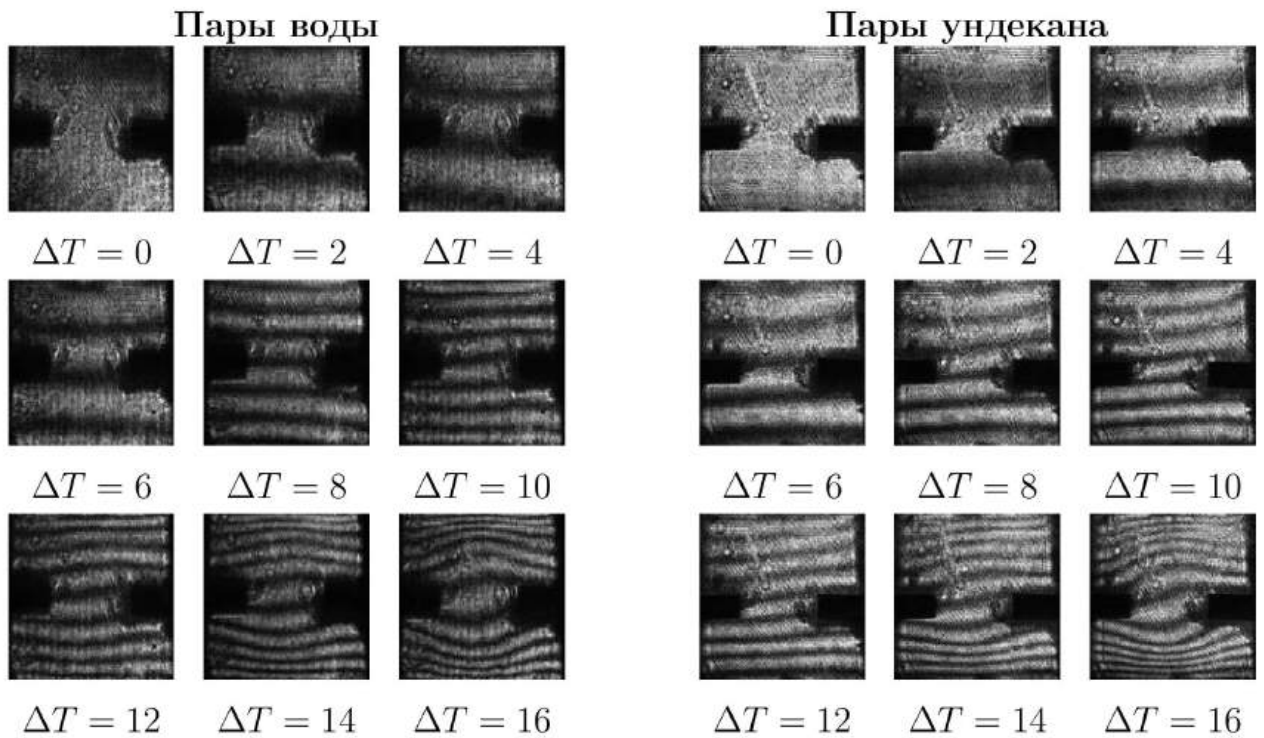 Пары воды Пары ундекана
ΔT = 0 ΔT = 2 ΔT = 4 ΔT = 0 ΔT = 2 ΔT = 4
ΔT = 6 ΔT = 8 ΔT = 10 ΔT = 6 ΔT = 8 ΔT = 10
ΔT = 12 ΔT = 14 ΔT = 16 ΔT = 12 ΔT = 14 ΔT = 16